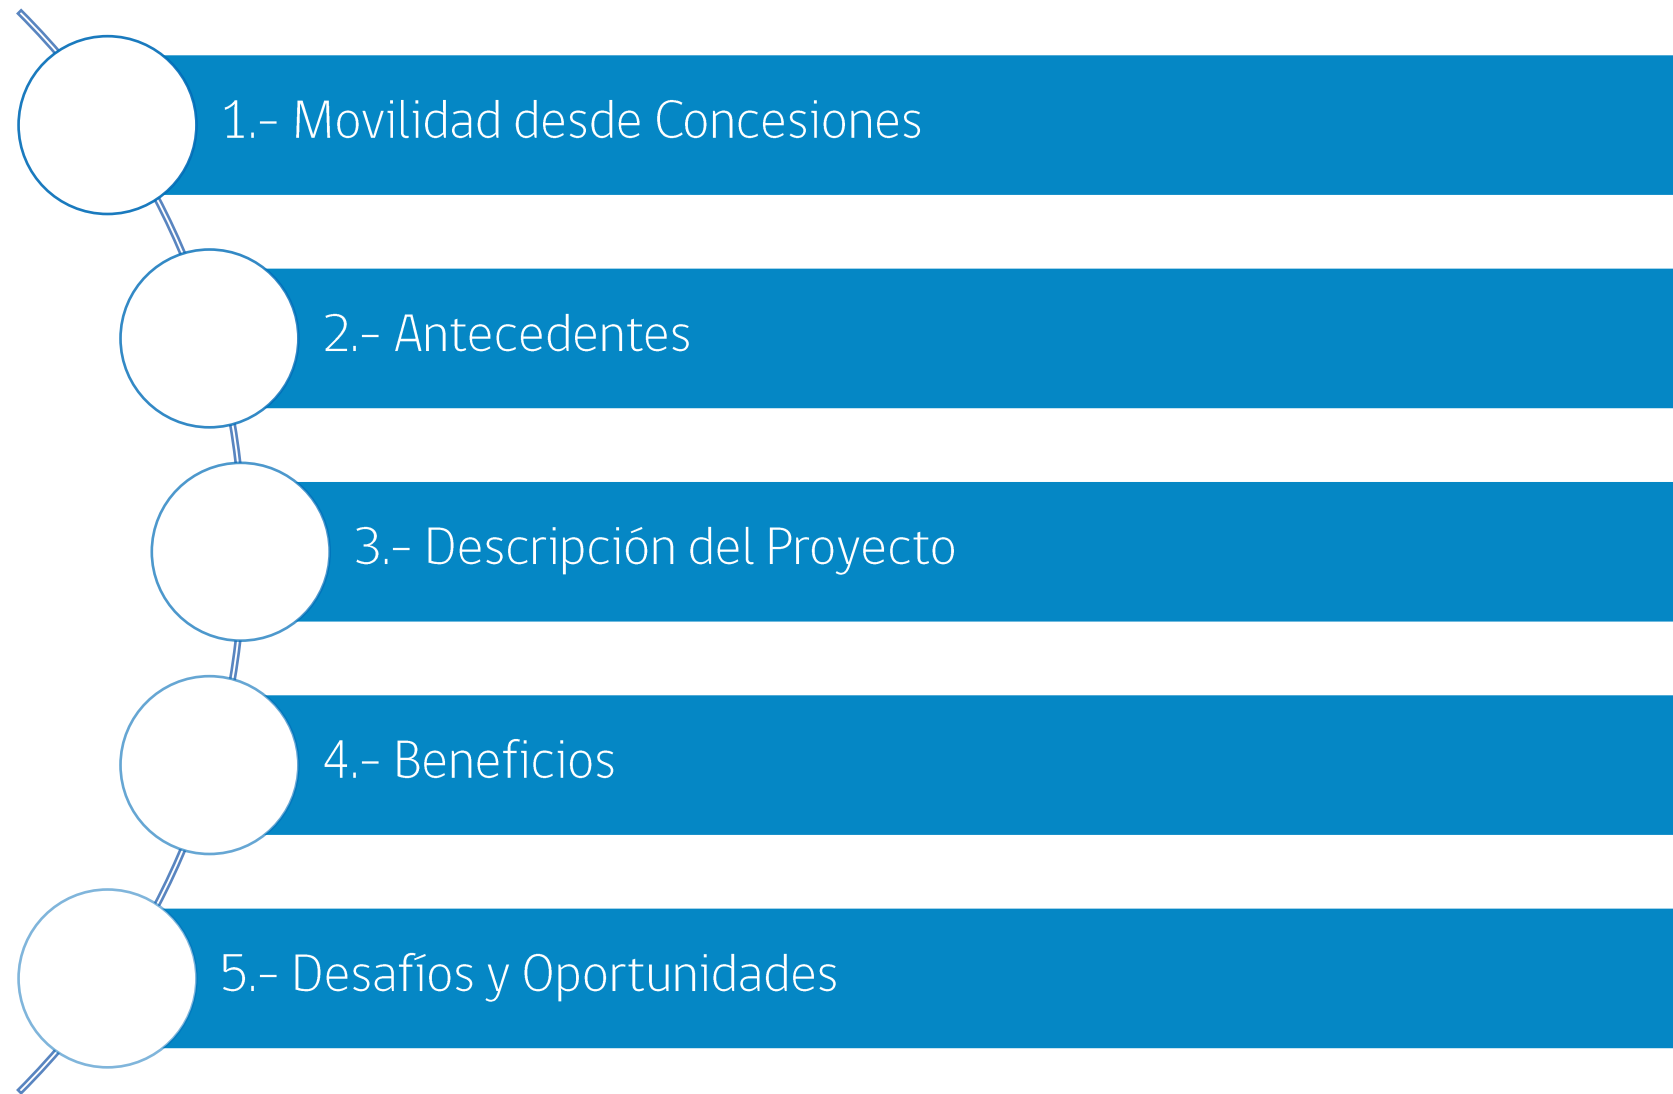 1.- Movilidad desde Concesiones
2.- Antecedentes
3.- Descripción del Proyecto
4.- Beneficios
5.- Desafíos y Oportunidades